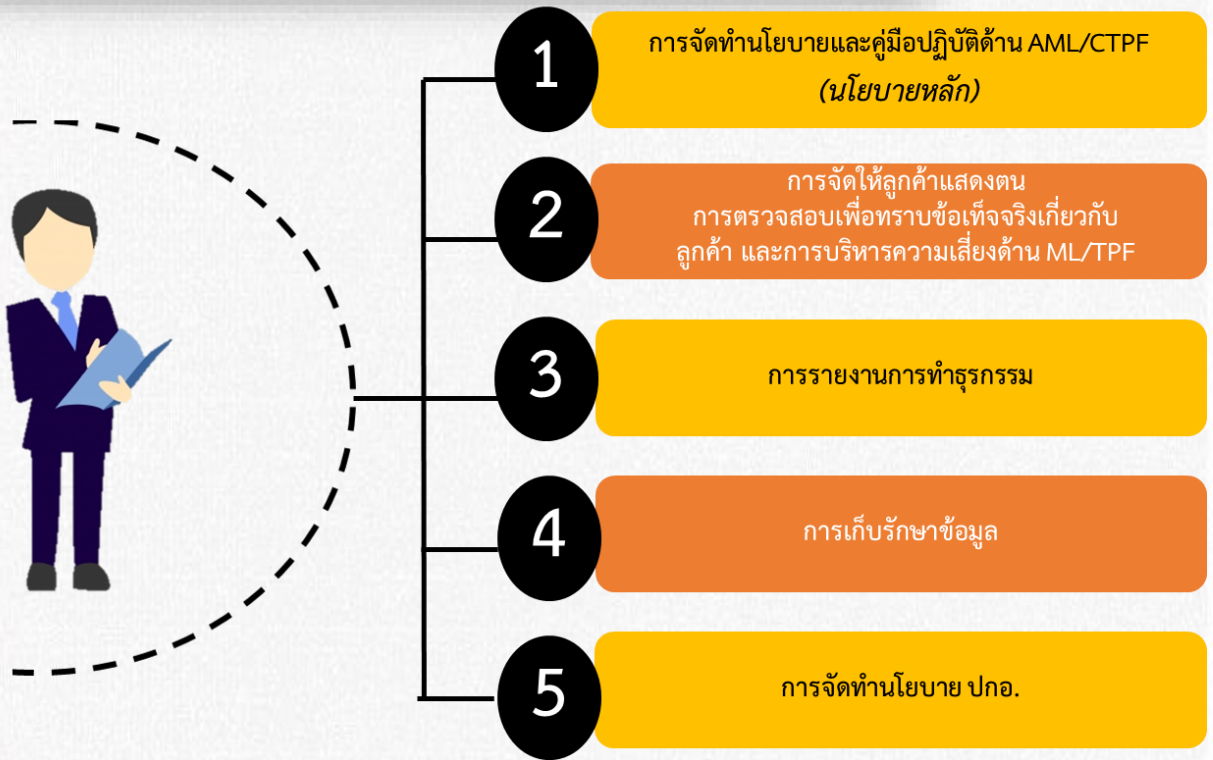 1
การจัดทำนโยบายและคู่มือปฏิบัติด้าน AML/CTPF
(นโยบายหลัก)
2
การจัดให้ลูกค้าแสดงตน
การตรวจสอบเพื่อทราบข้อเท็จจริงเกี่ยวกับ
ลูกค้า และการบริหารความเสี่ยงด้าน ML/TPF
3
การรายงานการทำธุรกรรม
4
การเก็บรักษาข้อมูล
5
การจัดทำนโยบาย ปกอ.